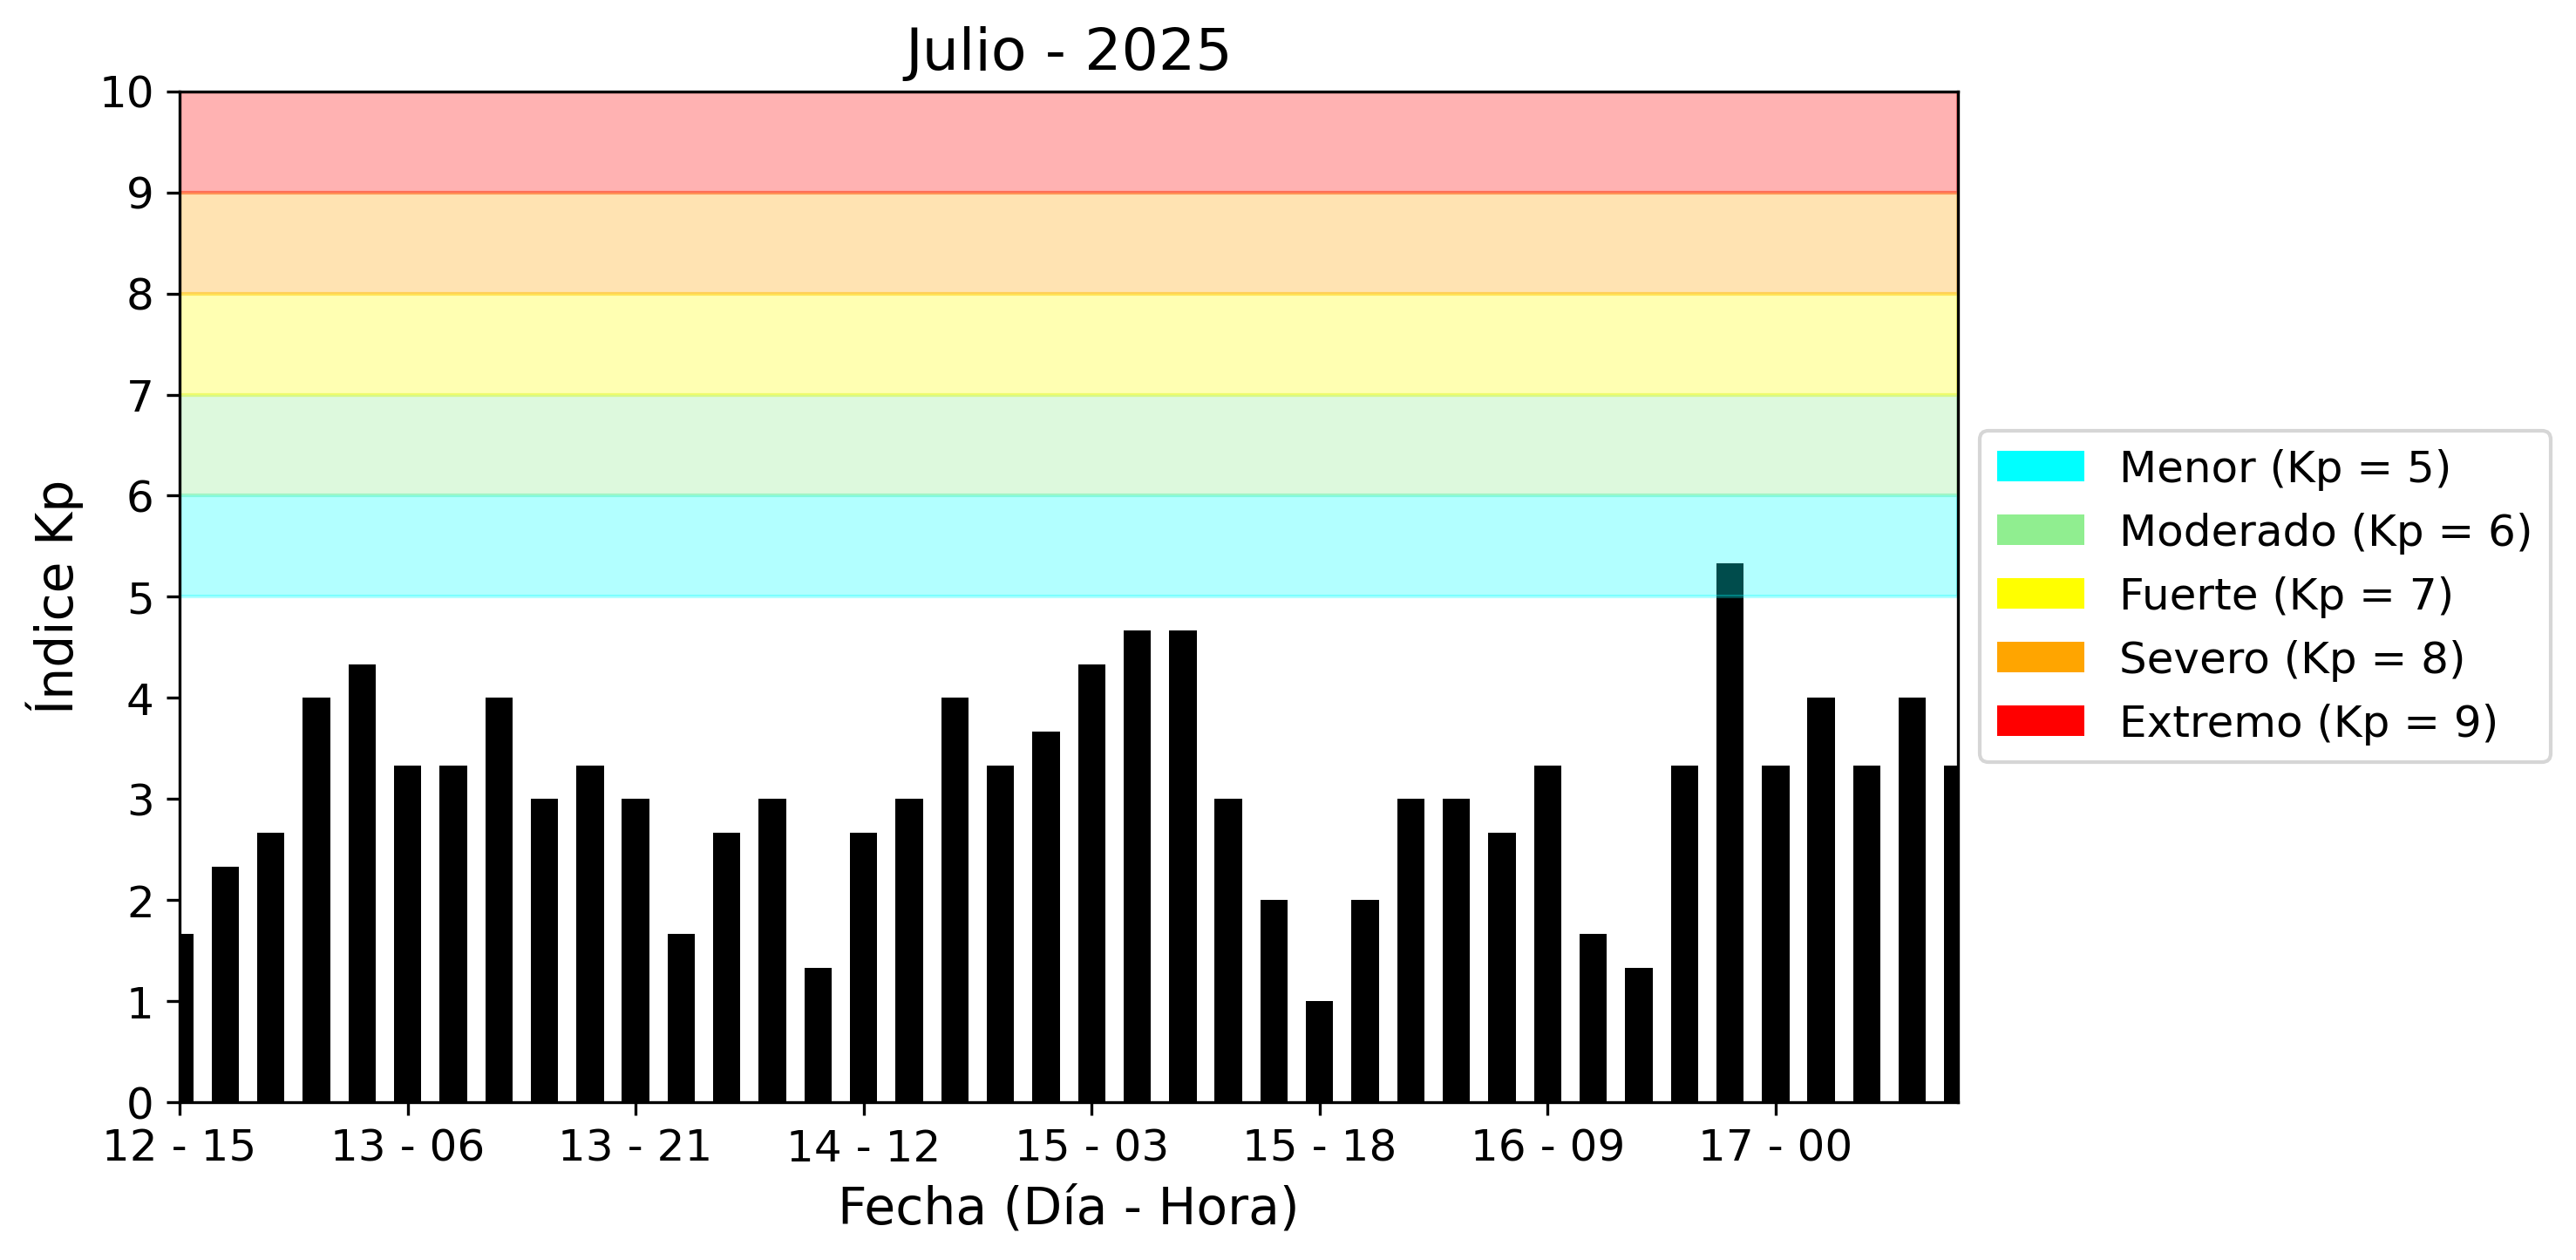 Julio - 2025
10
9
8
7
6
5
4
3
2
1
0
Índice Kp
12 - 15
13 - 06
13 - 21
14 - 12
15 - 03
15 - 18
16 - 09
17 - 00
Fecha (Día - Hora)
Menor (Kp = 5)
Moderado (Kp = 6)
Fuerte (Kp = 7)
Severo (Kp = 8)
Extremo (Kp = 9)